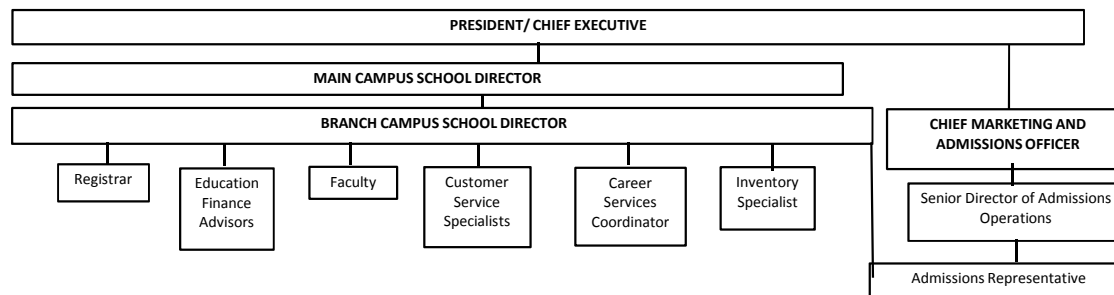 PRESIDENT/ CHIEF EXECUTIVE
MAIN CAMPUS SCHOOL DIRECTOR
BRANCH CAMPUS SCHOOL DIRECTOR
CHIEF MARKETING AND
ADMISSIONS OFFICER
Registrar
Education
Finance
Advisors
Faculty
Customer
Service
Specialists
Career
Services
Coordinator
Inventory
Specialist
Senior Director of Admissions
Operations
Admissions Representative